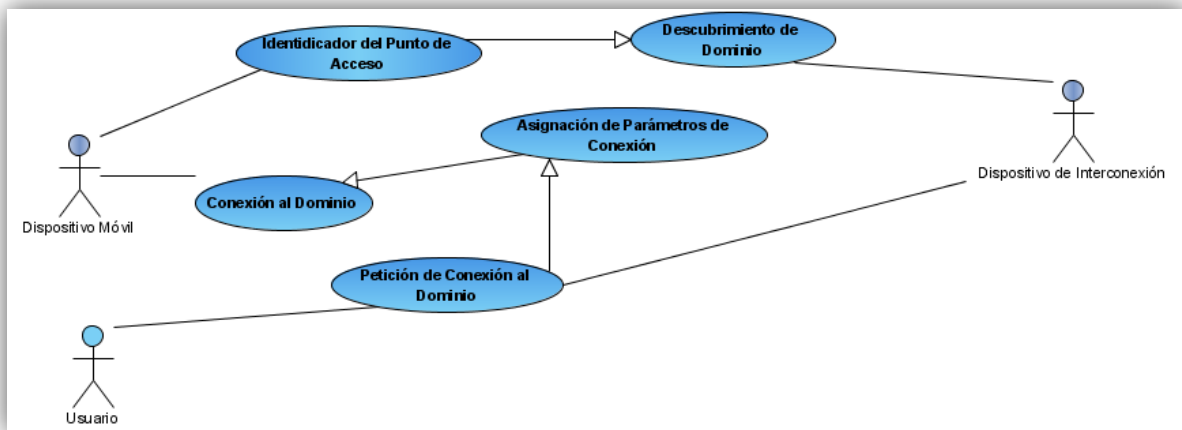 Identidicador del Punto de
Acceso
Descubrimiento de
Dominio
Asignación de Parámetros de
Conexión
Dispositivo de Interconexión
Conexión al Dominio
Dispositivo Móvil
Petición de Conexión al
Dominio
Usuario